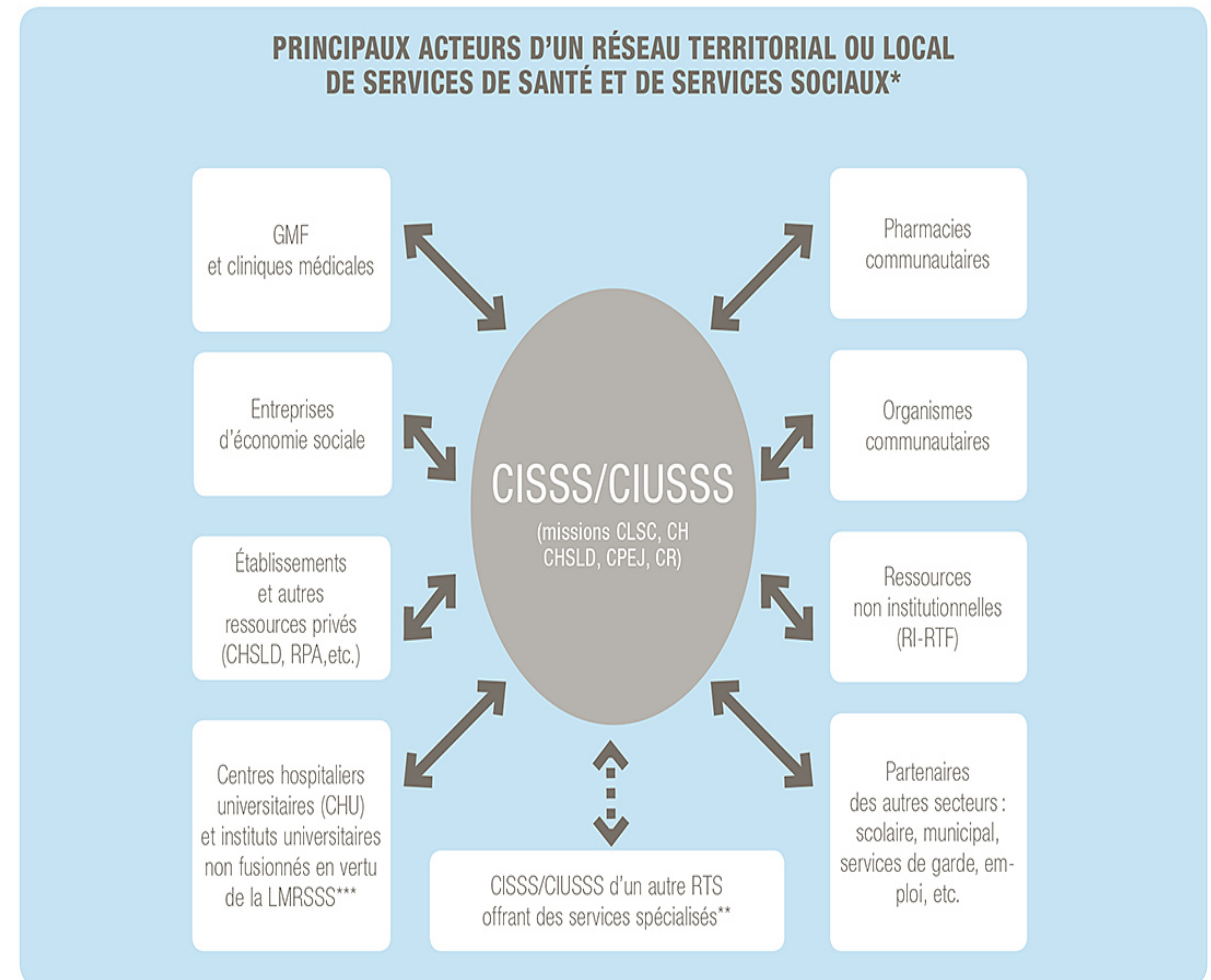 PRINCIPAUX ACTEURS D'UN RÉSEAU TERRITORIAL OU LOCAL
DE SERVICES DE SANTÉ ET DE SERVICES SOCIAUX*
GMF
et cliniques médicales
Entreprises
d'économie sociale
Établissements
et autres
ressources privés
(CHSLD, RPA,etc.)
Centres hospitaliers
universitaires (CHU)
et instituts universitaires
non fusionnés en vertu
de la LMRSSS***
CISSS/CIUSSS
(missions CLSC, CH
CHSLD, CPEJ, CR)
CISSS/CIUSSS d'un autre RTS
offrant des services spécialisés**
Pharmacies
communautaires
Organismes
communautaires
Ressources
non institutionnelles
(RI-RTF)
Partenaires
des autres secteurs :
scolaire, municipal,
services de garde, em-
ploi, etc.